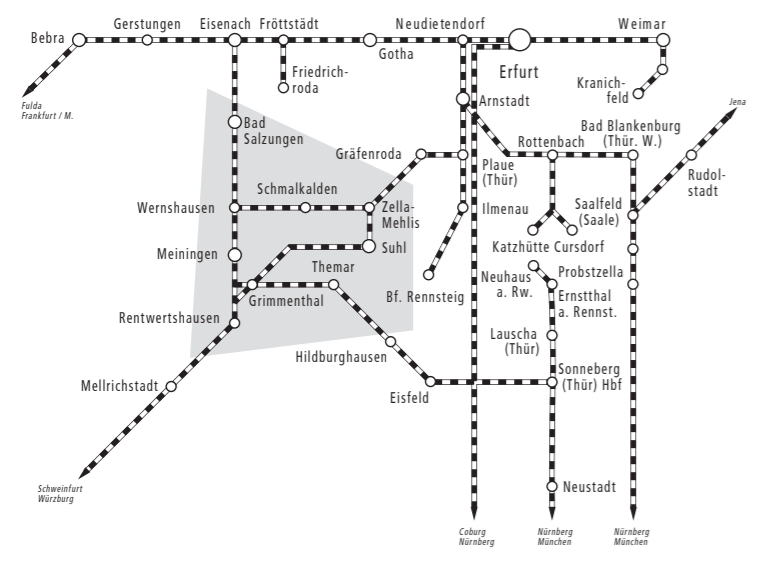 Bebra
Gerstungen
Eisenach
Fröttstädt
Neudietendorf
Weimar
Gotha
Erfurt
Friedrich-
roda
Kranich-
feld
Fulda
Frankfurt / M.
Jena
Arnstadt
Bad
Salzungen
Rottenbach
Bad Blankenburg
(Thür. W.)
Gräfenroda
Plaue
(Thür)
Rudol-
stadt
Schmalkalden
Wernshausen
Zella-
Mehlis
Ilmenau
Saalfeld
(Saale)
Meiningen
Suhl
Katzhütte
Cursdorf
Themar
Neuhaus
a. Rw.
Probstzella
Grimmenthal
Bf. Rennsteig
Ernstthal
a. Rennst.
Rentwertshausen
Lauscha
(Thür)
Hildburghausen
Mellrichstadt
Sonneberg
(Thür) Hbf
Eisfeld
Schweinfurt
Würzburg
Neustadt
Coburg
Nürnberg
Nürnberg
München
Nürnberg
München